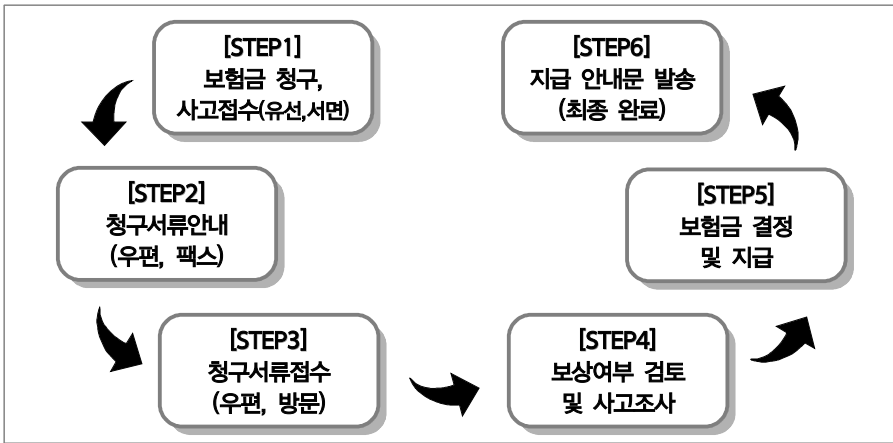 [STEP1]
보험금 청구,
사고접수(유선,서면)
[STEP2]
청구서류안내
(우편, 팩스)
[STEP3]
청구서류접수
(우편, 방문)
[STEP4]
보상여부 검토
및 사고조사
[STEP5]
보험금 결정
및 지급
[STEP6]
지급 안내문 발송
(최종 완료)